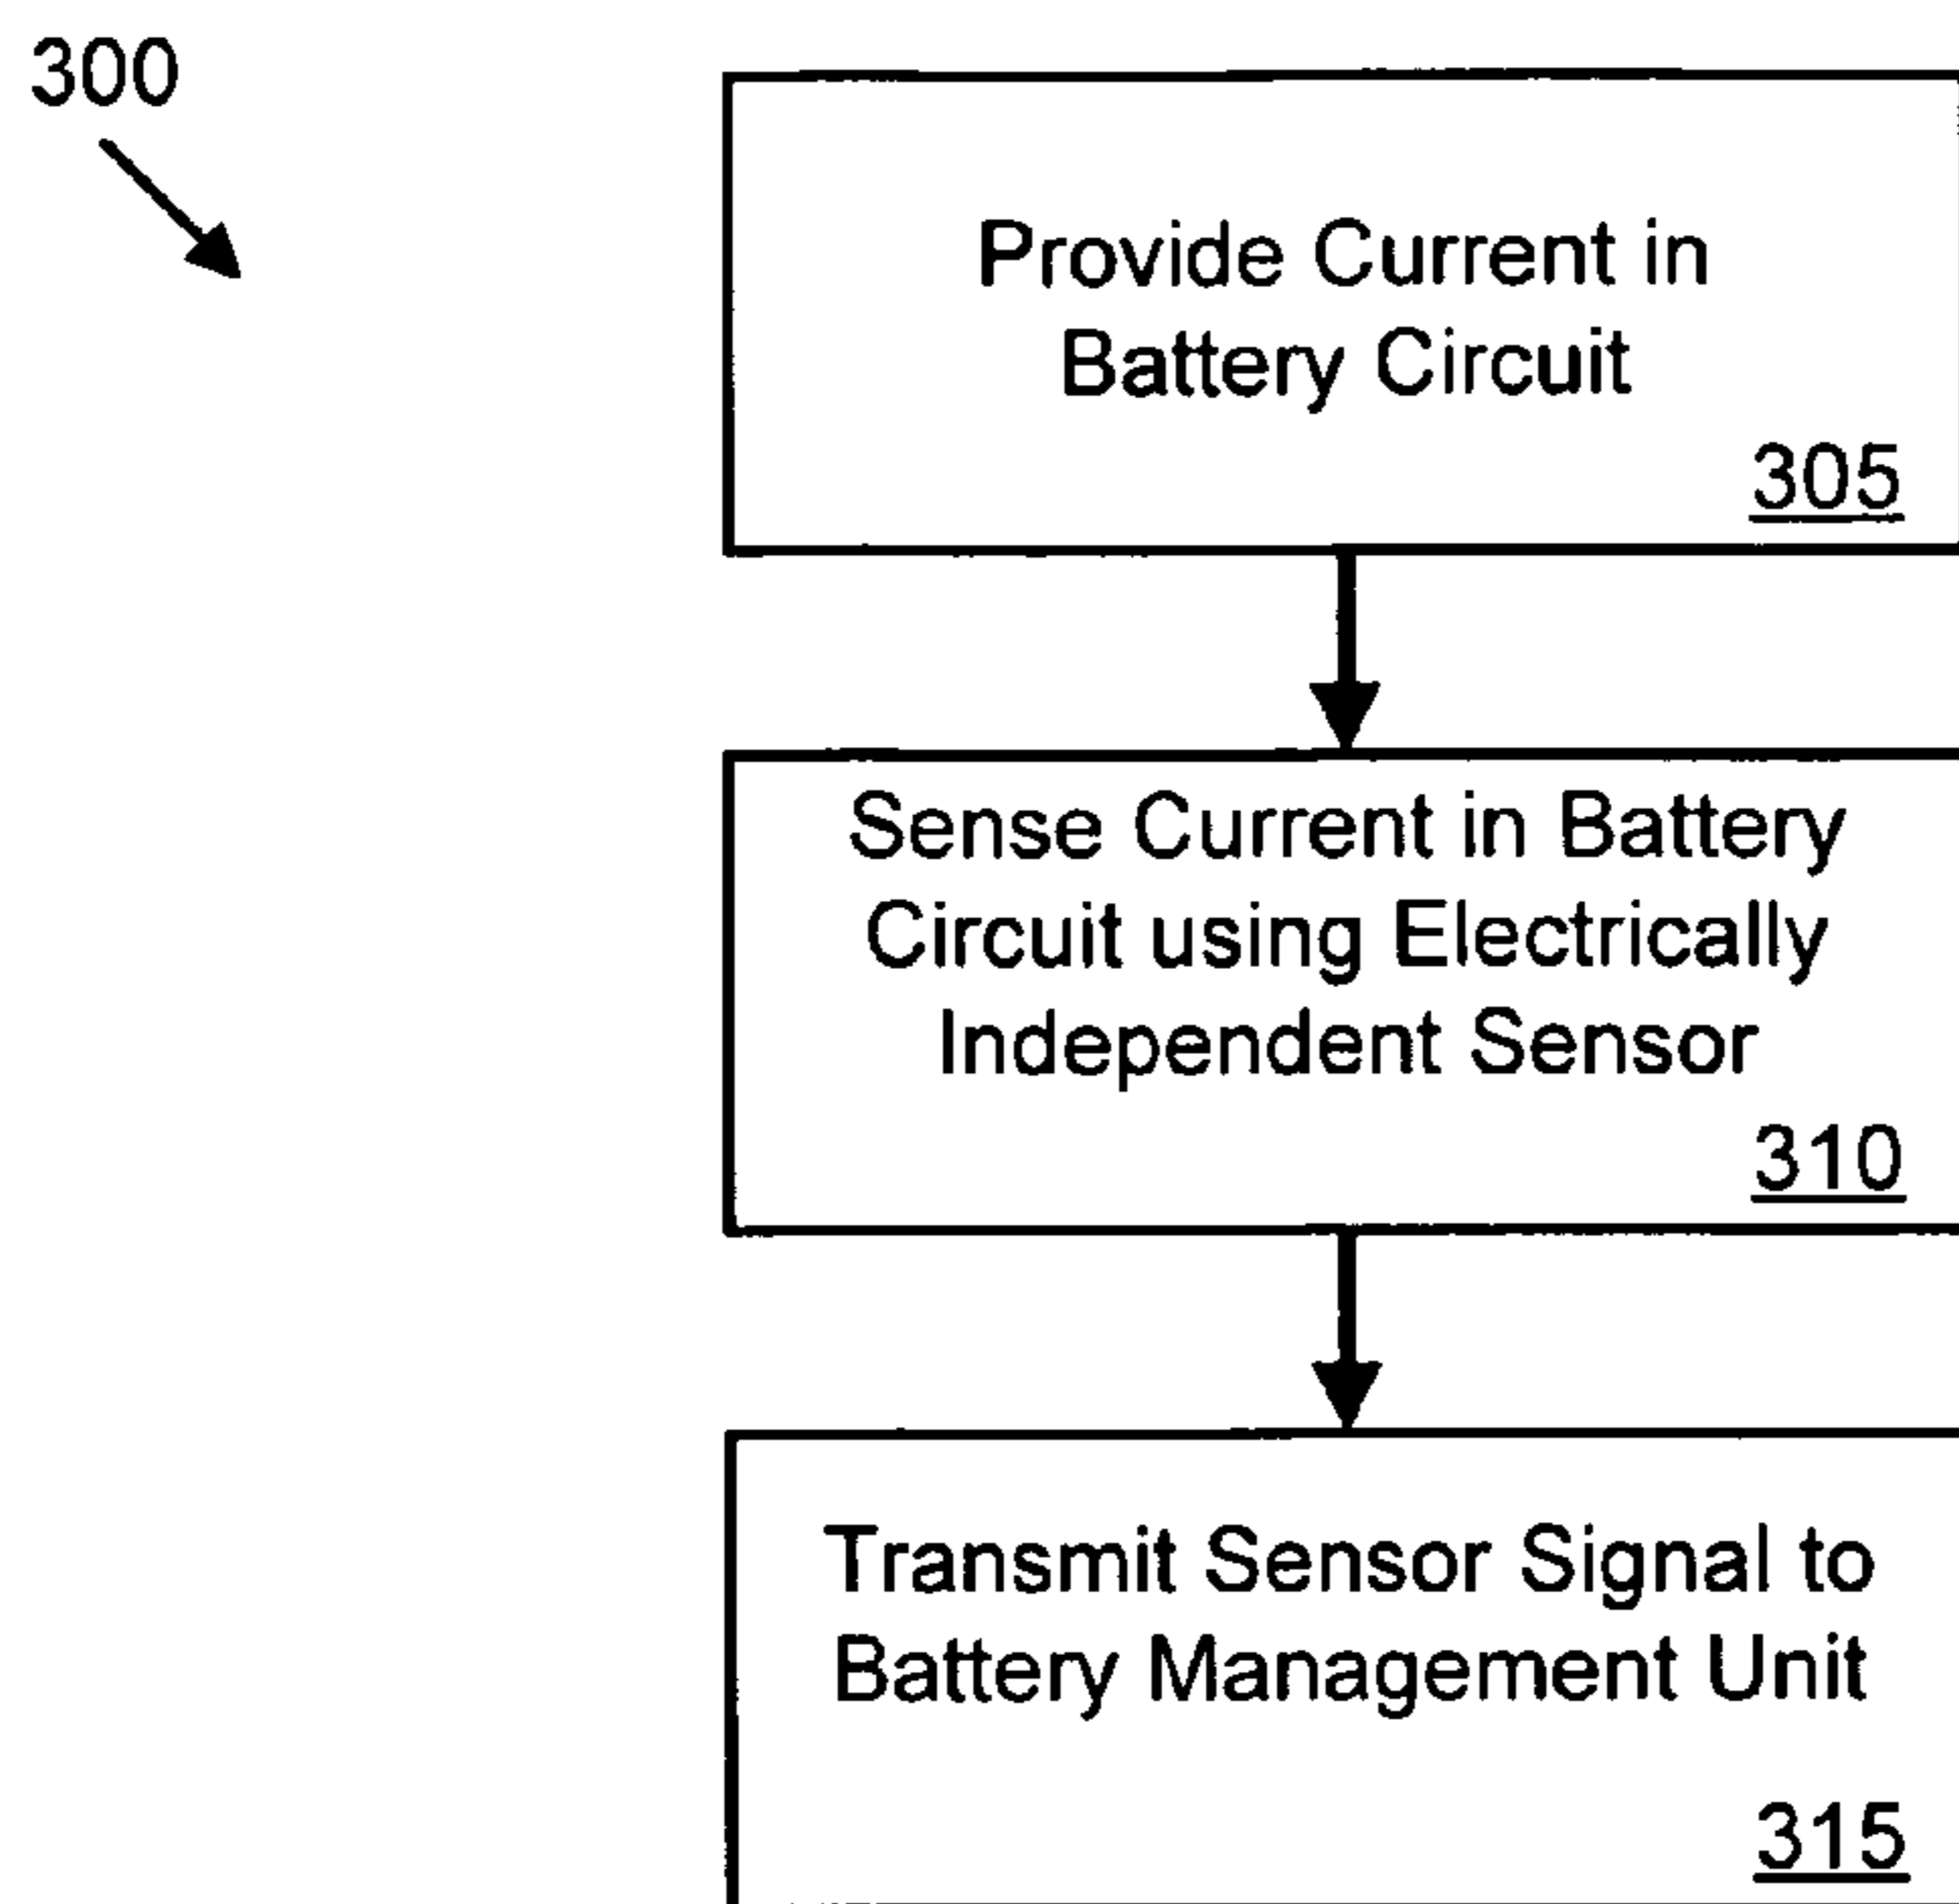 300
Provide Current in
Battery Circuit
305
Sense Current in Battery
Circuit using Electrically
Independent Sensor
310
Transmit Sensor Signal to
Battery Management Unit
315